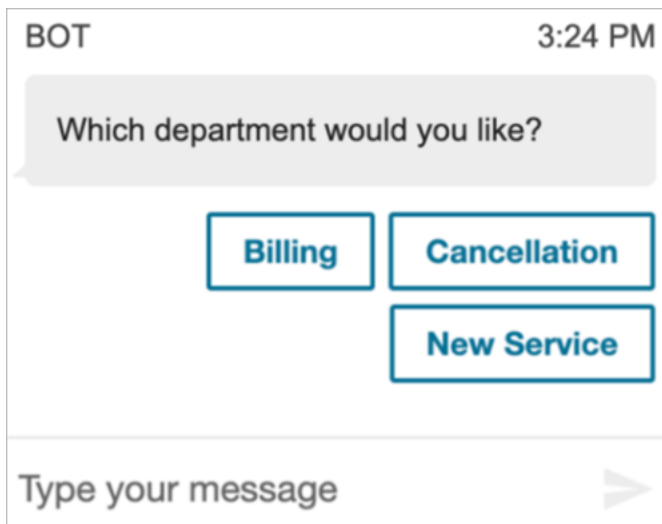 BOT 3:24 PM
Which department would you like?
Billing Cancellation
New Service
Type your message